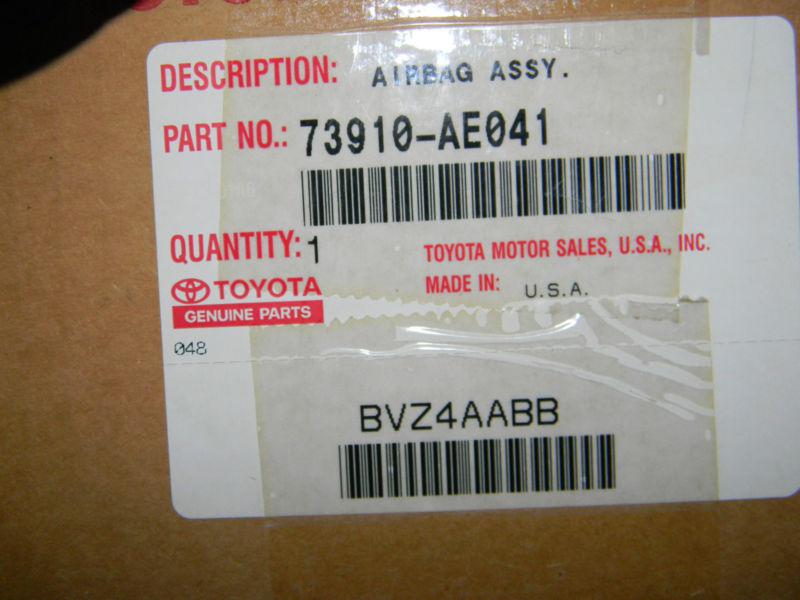 DESCRIPTION: AIRBAG ASSY.
PART NO.: 73910-AE041
QUANTITY: 1
TOYOTA MOTOR SALES, U.S.A., INC.
MADE IN: U.S.A.
TOYOTA
GENUINE PARTS
048
BVZ4AABB